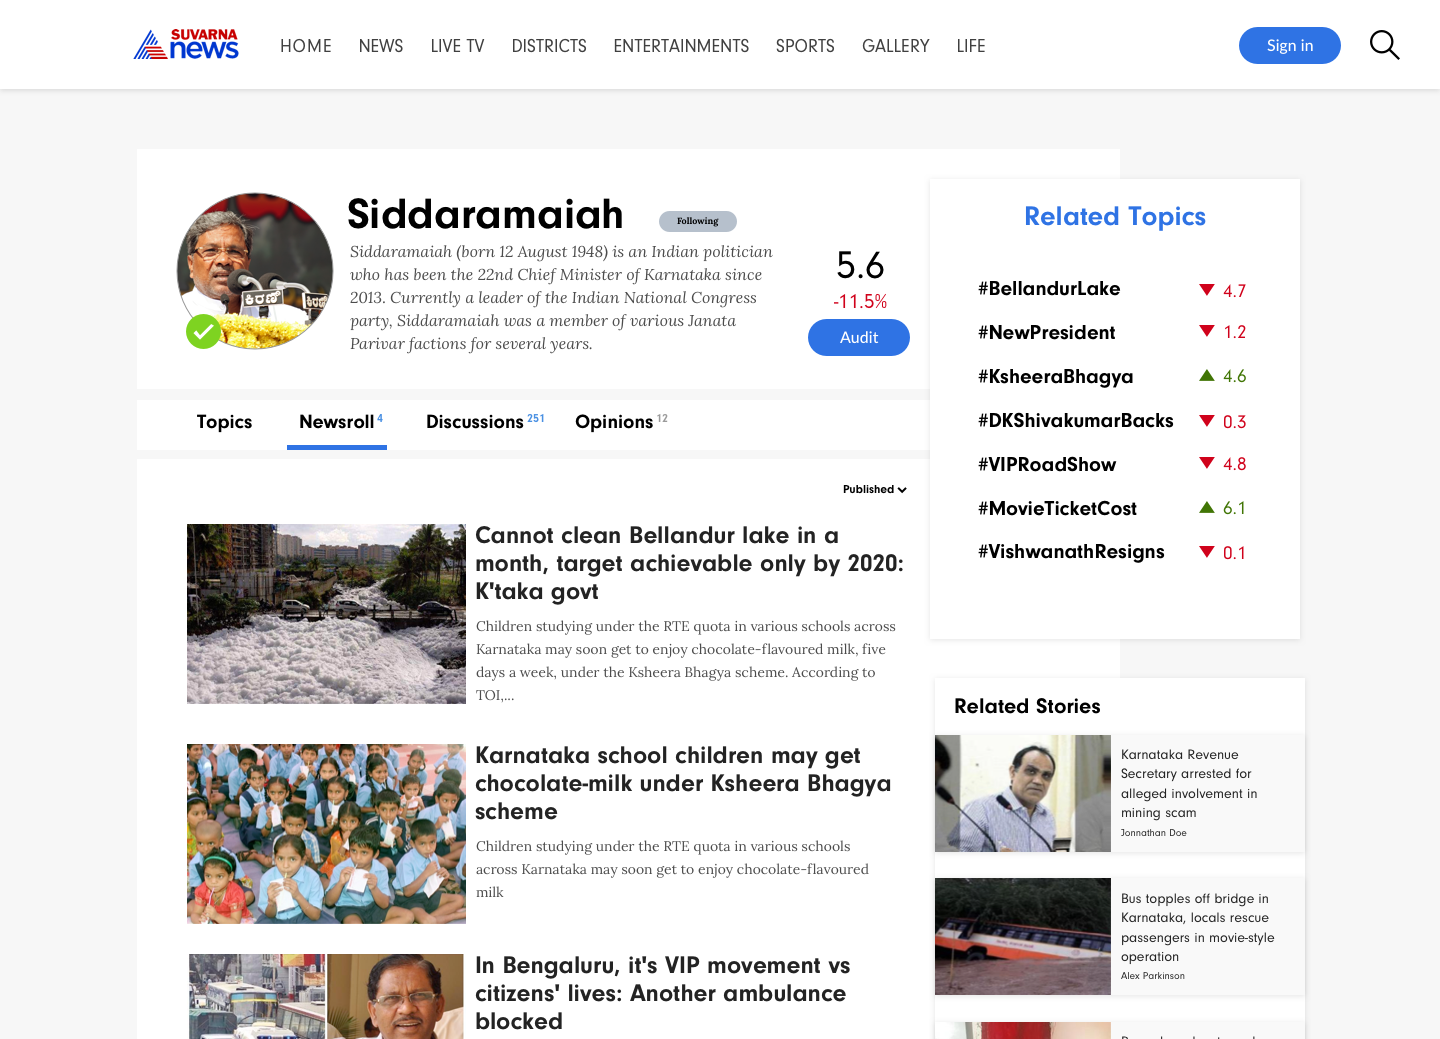 SUVARNA
news
HOME NEWS LIVE TV DISTRICTS ENTERTAINMENTS SPORTS GALLERY LIFE
Sign in
Siddaramaiah
Following
Siddaramaiah (born 12 August 1948) is an Indian politician
who has been the 22nd Chief Minister of Karnataka since
2013. Currently a leader of the Indian National Congress
party, Siddaramaiah was a member of various Janata
Parivar factions for several years.
ಕಿರಣ್
5.6
-11.5%
Audit
Topics
Newsroll 4
Discussions 251
Opinions 12
Published
Cannot clean Bellandur lake in a
month, target achievable only by 2020:
K'taka govt
Children studying under the RTE quota in various schools across
Karnataka may soon get to enjoy chocolate-flavoured milk, five
days a week, under the Ksheera Bhagya scheme. According to
TOI,...
Karnataka school children may get
chocolate-milk under Ksheera Bhagya
scheme
Children studying under the RTE quota in various schools
across Karnataka may soon get to enjoy chocolate-flavoured
milk
In Bengaluru, it's VIP movement vs
citizens' lives: Another ambulance
blocked
Related Topics
#BellandurLake 4.7
#NewPresident 1.2
#KsheeraBhagya 4.6
#DKShivakumarBacks 0.3
#VIPRoadShow 4.8
#MovieTicketCost 6.1
#VishwanathResigns 0.1
Related Stories
Karnataka Revenue
Secretary arrested for
alleged involvement in
mining scam
Jonnathan Doe
Bus topples off bridge in
Karnataka, locals rescue
passengers in movie-style
operation
Alex Parkinson